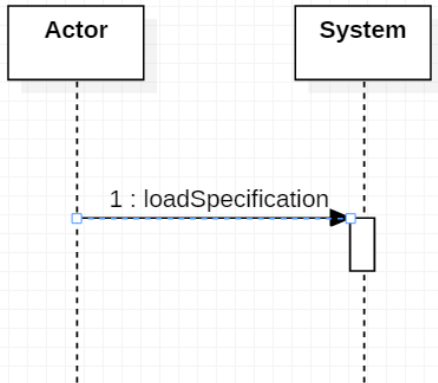 Actor
System
1 : loadSpecification